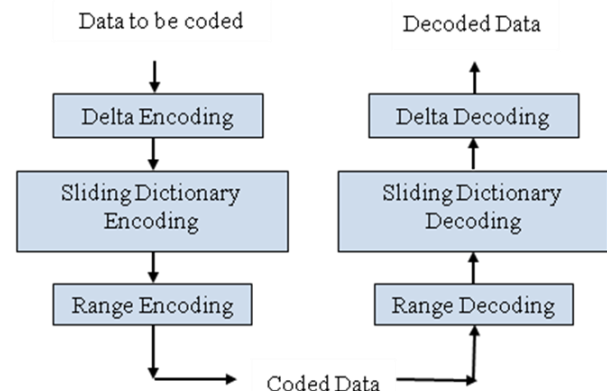 Data to be coded
Decoded Data
Delta Encoding
Delta Decoding
Sliding Dictionary
Encoding
Sliding Dictionary
Decoding
Range Encoding
Range Decoding
Coded Data